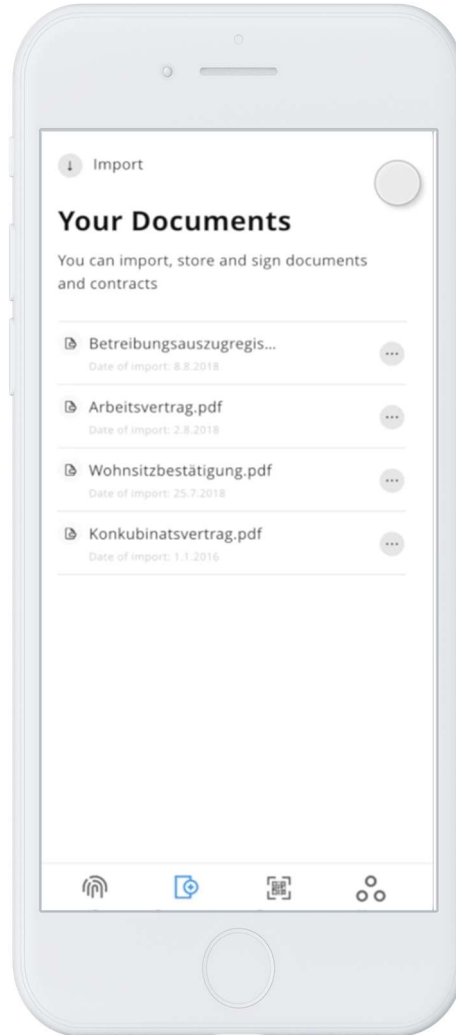 Import
Your Documents
You can import, store and sign documents
and contracts
Betreibungsauszugregis...
Date of import: 8.8.2018
Arbeitsvertrag.pdf
Date of import: 2.8.2018
Wohnsitzbestätigung.pdf
Date of import: 25.7.2018
Konkubinatsvertrag.pdf
Date of import: 1.1.2016